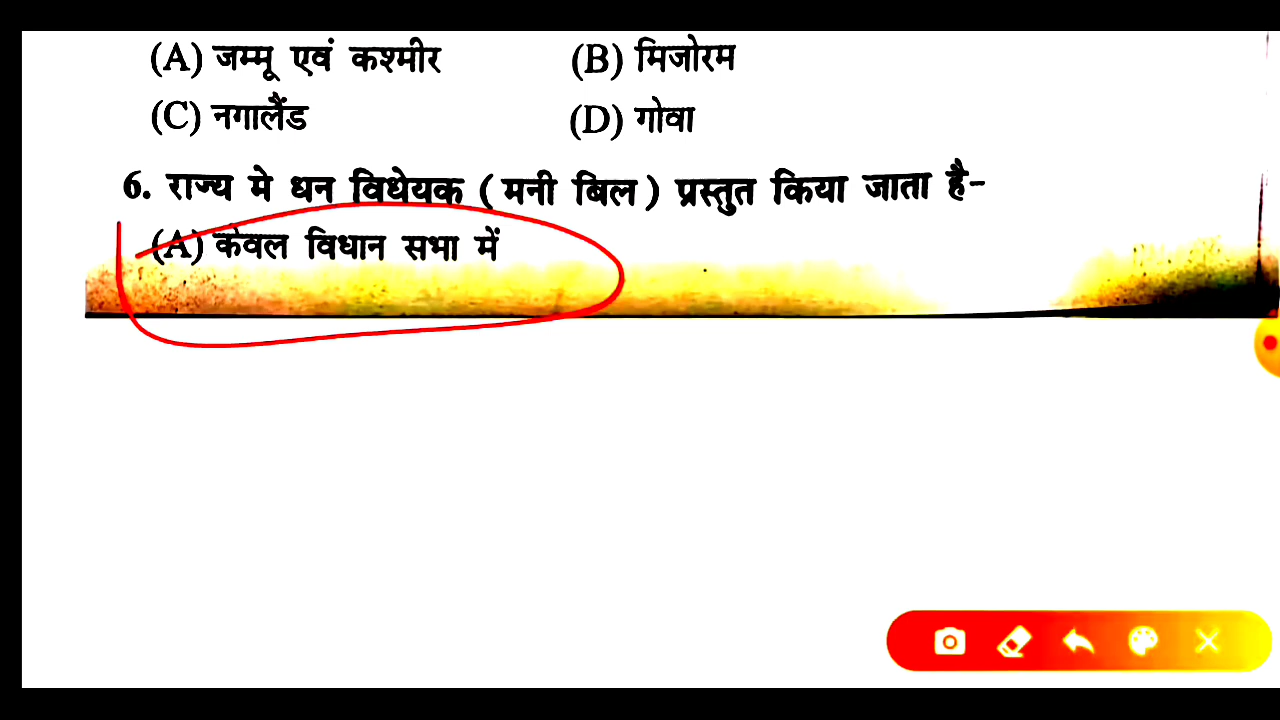 (A) जम्मू एवं कश्मीर (B) मिजोरम
(C) नगालैंड (D) गोवा
6. राज्य मे धन विधेयक (मनी बिल) प्रस्तुत किया जाता है-
(A) केवल विधान सभा में